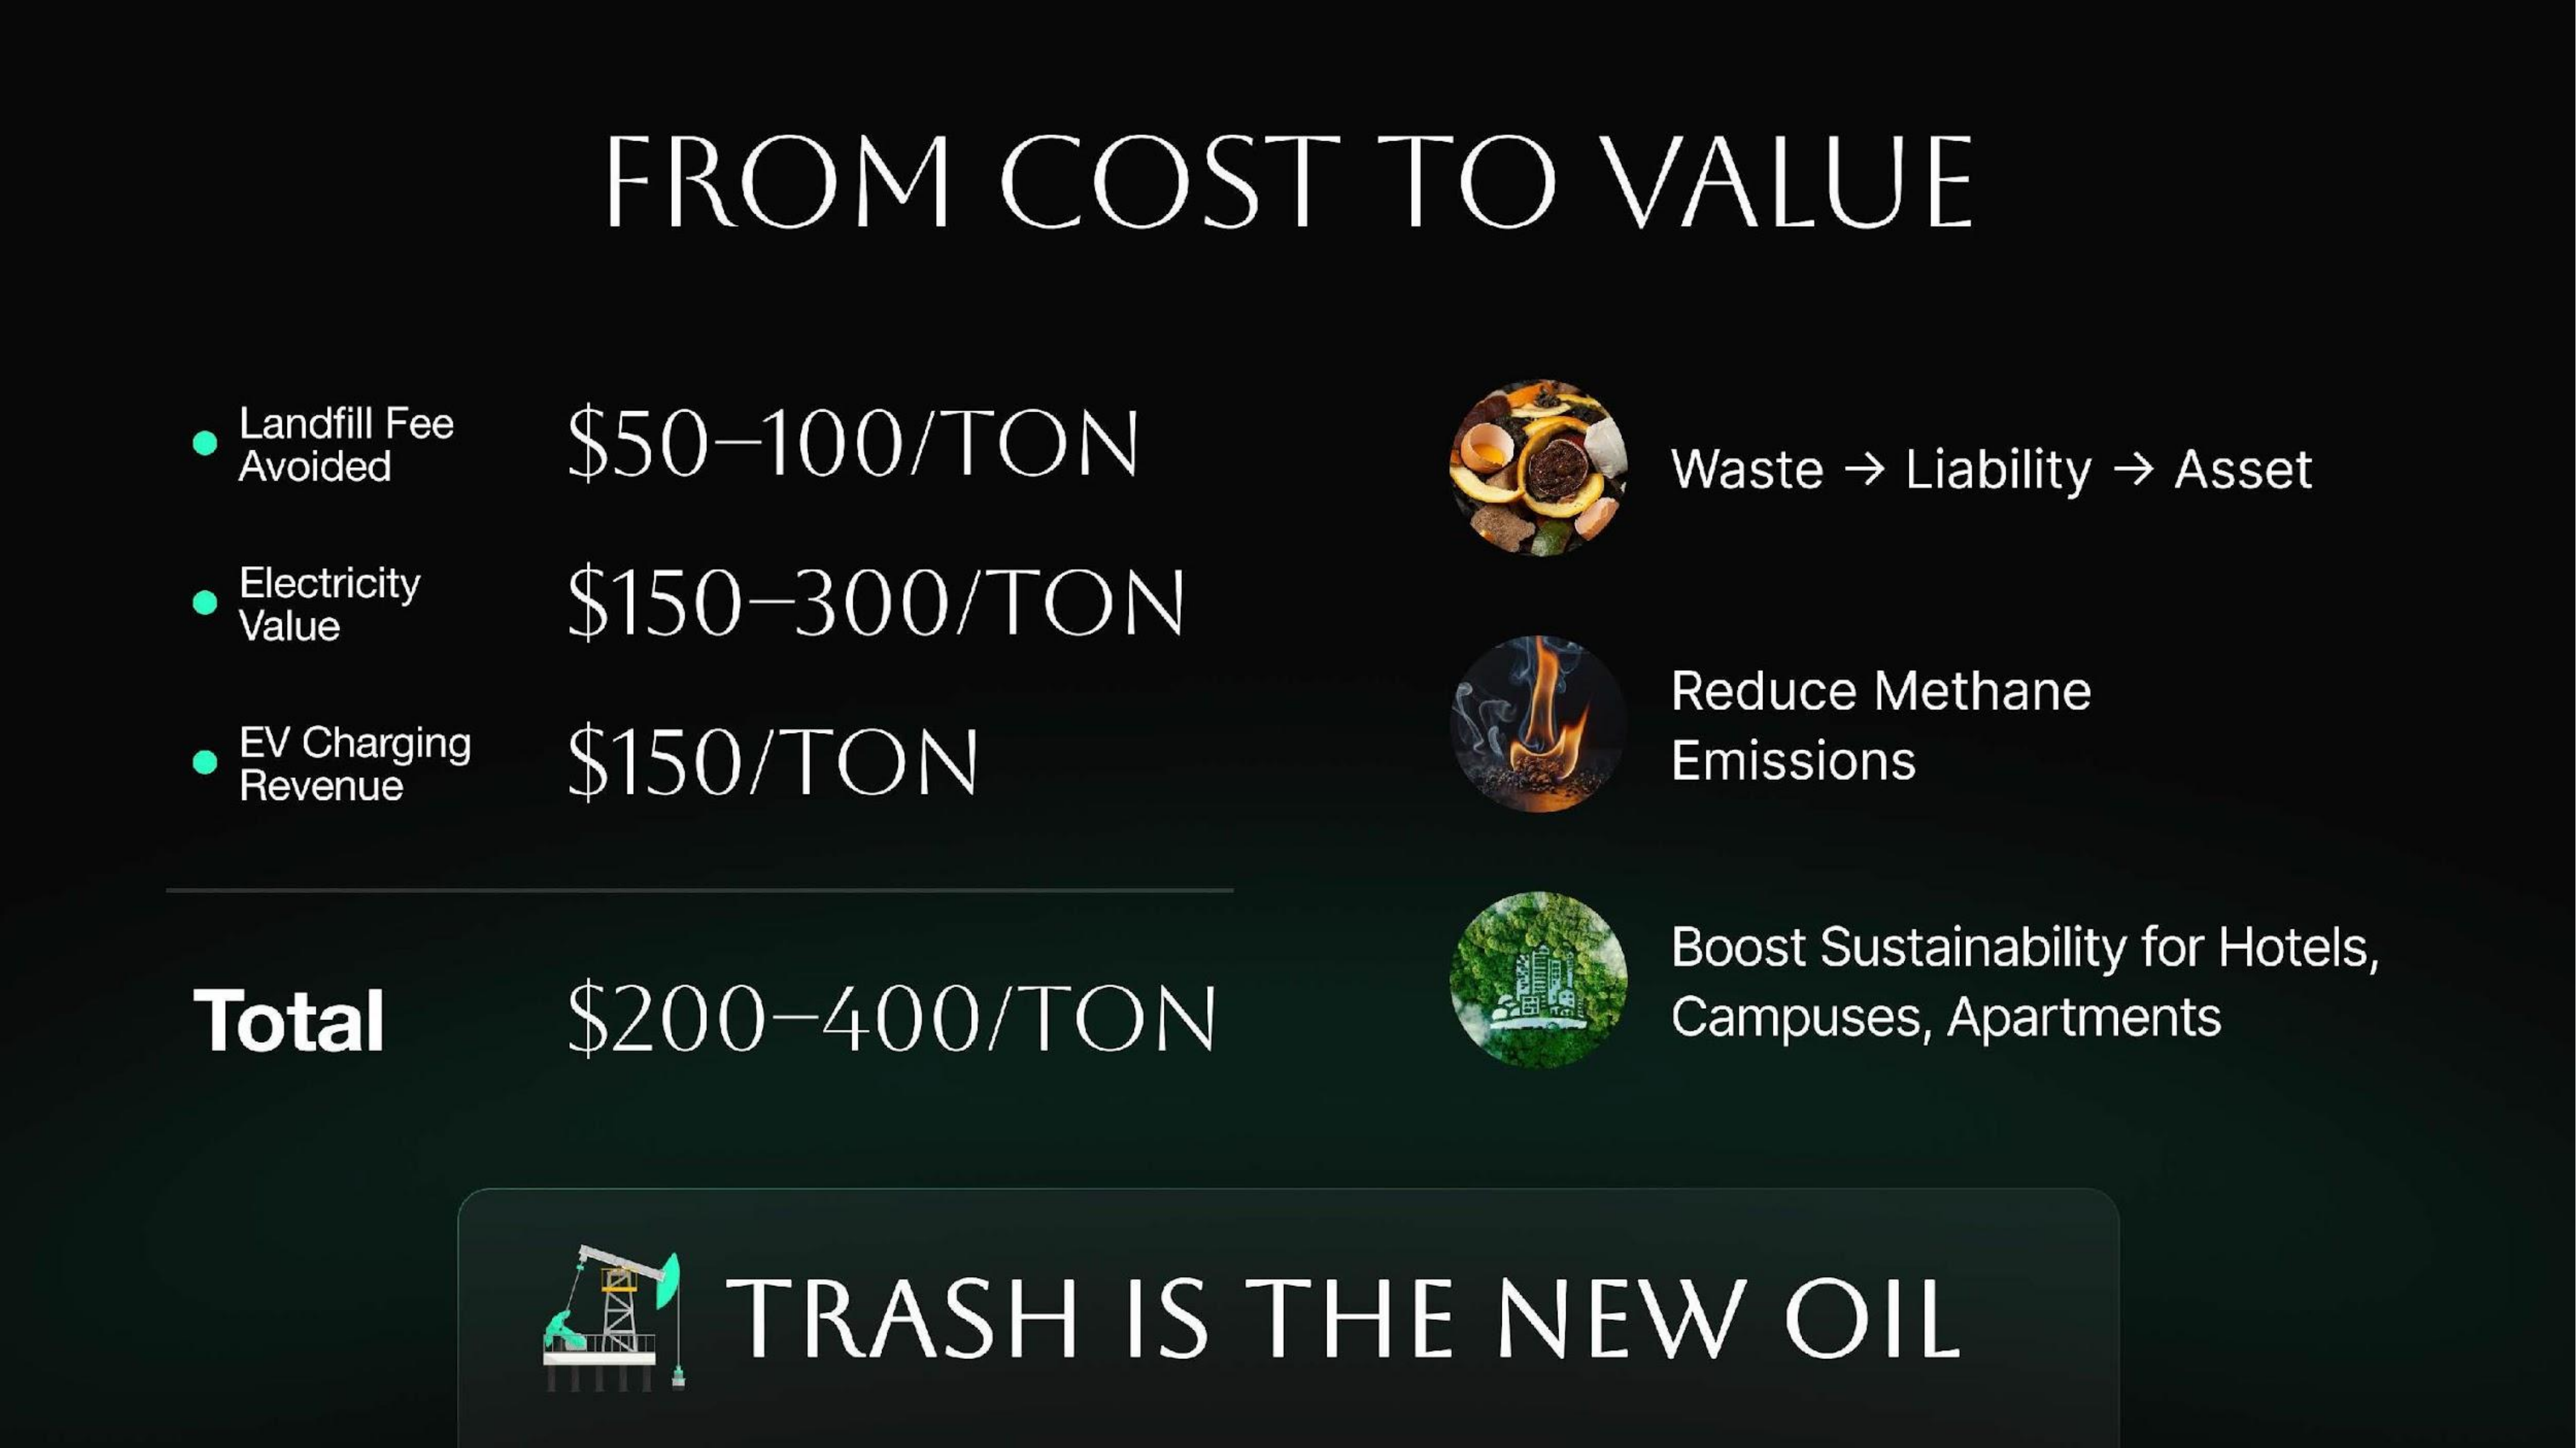 FROM COST TO VALUE
Landfill Fee
Avoided
$50–100/TON
Electricity
Value
$150–300/TON
EV Charging
Revenue
$150/TON
Total
$200–400/TON
Waste → Liability → Asset
Reduce Methane
Emissions
Boost Sustainability for Hotels,
Campuses, Apartments
TRASH IS THE NEW OIL